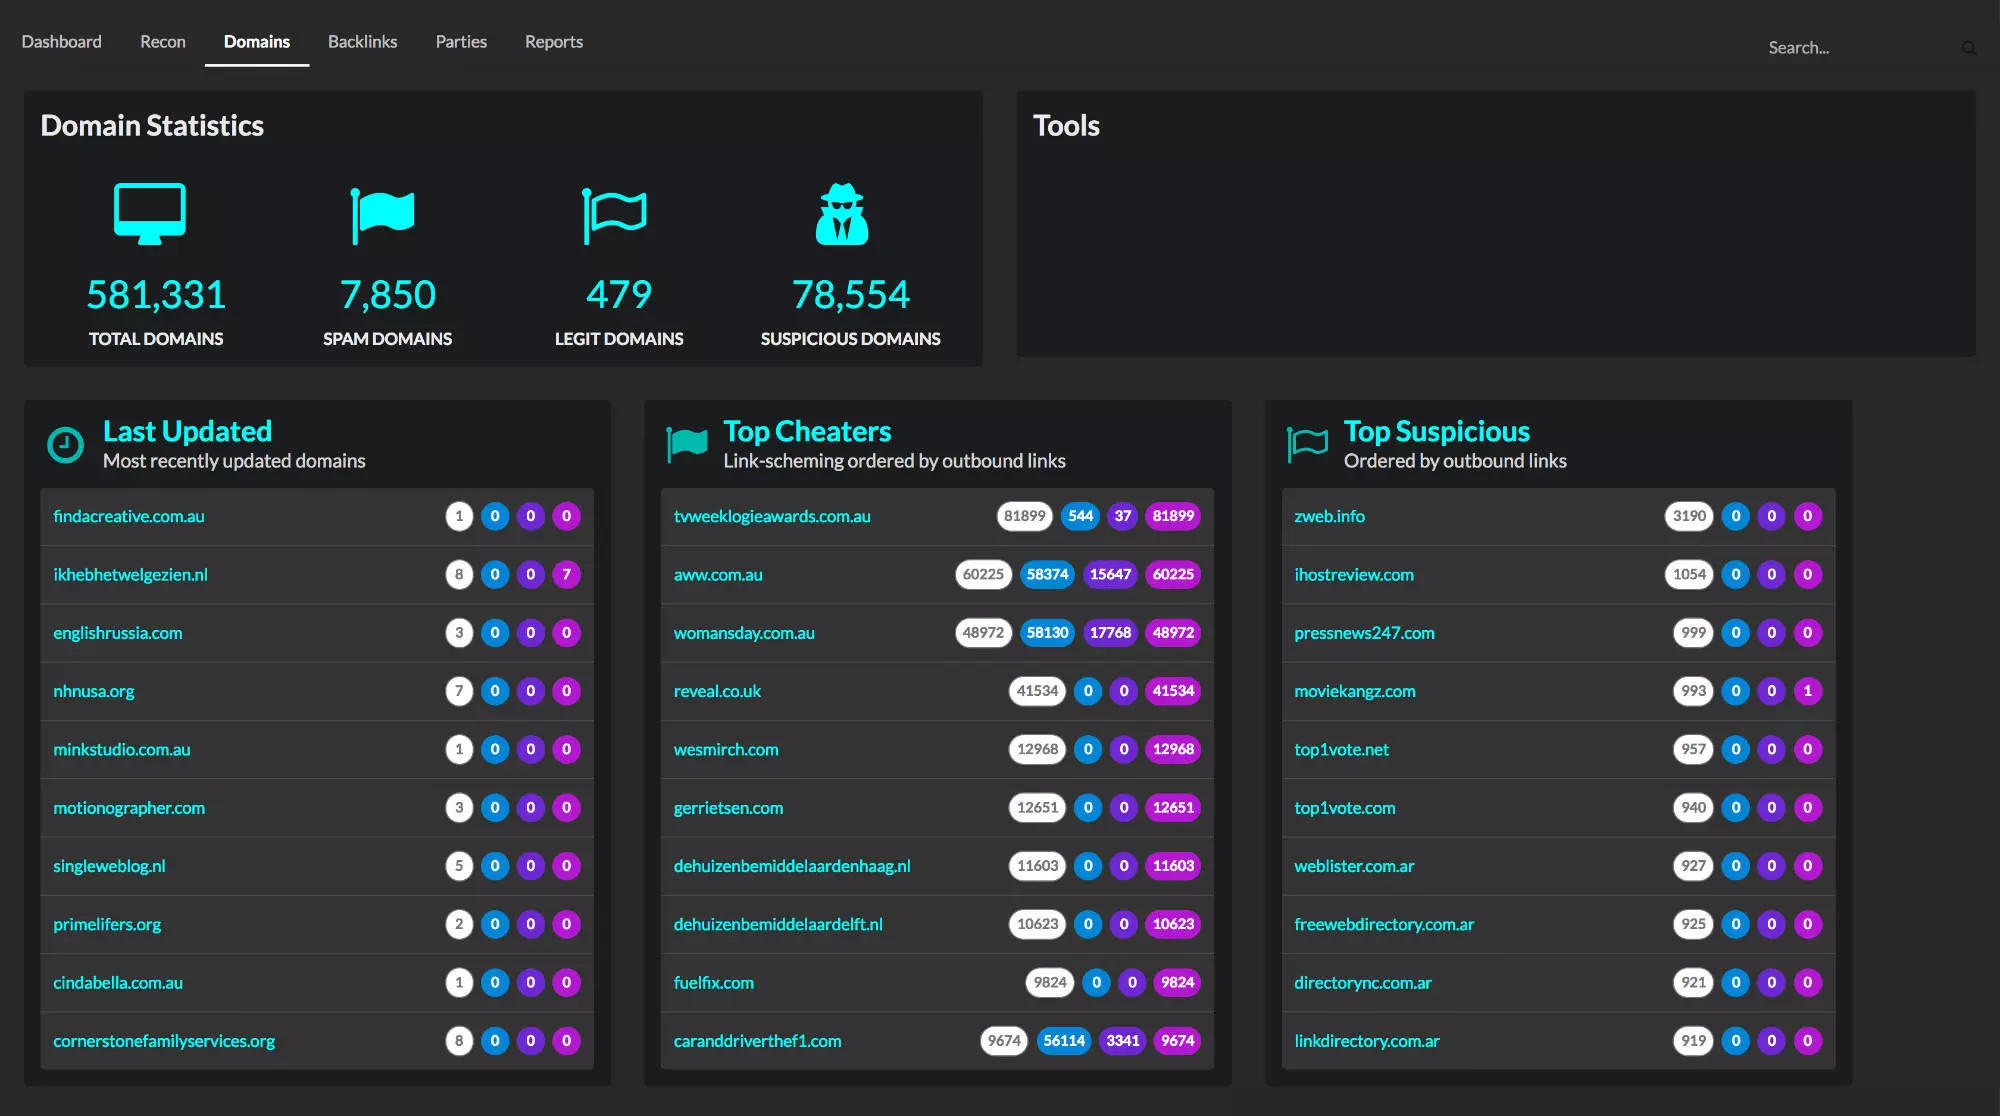 Dashboard Recon Domains Backlinks Parties Reports Search...
Domain Statistics
581,331 7,850 479 78,554
TOTAL DOMAINS SPAM DOMAINS LEGIT DOMAINS SUSPICIOUS DOMAINS
Tools
Last Updated
Most recently updated domains
findacreative.com.au 1 0 0 0
ikhebhetwelgezien.nl 8 0 0 7
englishrussia.com 3 0 0 0
nhnusa.org 7 0 0 0
minkstudio.com.au 1 0 0 0
motionographer.com 3 0 0 0
singleweblog.nl 5 0 0 0
primelifers.org 2 0 0 0
cindabella.com.au 1 0 0 0
cornerstonefamilyservices.org 8 0 0 0
Top Cheaters
Link-scheming ordered by outbound links
tvweeklogieawards.com.au 81899 544 37 81899
aww.com.au 60225 58374 15647 60225
womansday.com.au 48972 58130 17768 48972
reveal.co.uk 41534 0 0 41534
wesmirch.com 12968 0 0 12968
gerrietsen.com 12651 0 0 12651
dehuizenbemiddelaardenhaag.nl 11603 0 0 11603
dehuizenbemiddelaardelft.nl 10623 0 0 10623
fuelfix.com 9824 0 0 9824
caranddriverthef1.com 9674 56114 3341 9674
Top Suspicious
Ordered by outbound links
zweb.info 3190 0 0 0
ihostreview.com 1054 0 0 0
pressnews247.com 999 0 0 0
moviekangz.com 993 0 0 1
top1vote.net 957 0 0 0
top1vote.com 940 0 0 0
weblister.com.ar 927 0 0 0
freewebdirectory.com.ar 925 0 0 0
directorync.com.ar 921 0 0 0
linkdirectory.com.ar 919 0 0 0